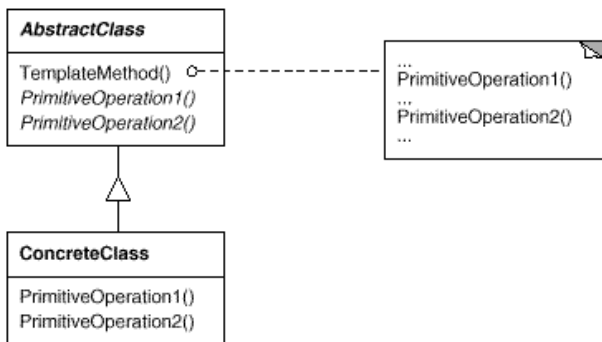 AbstractClass
TemplateMethod()
PrimitiveOperation1()
PrimitiveOperation2()
...
PrimitiveOperation1()
...
PrimitiveOperation2()
...
ConcreteClass
PrimitiveOperation1()
PrimitiveOperation2()